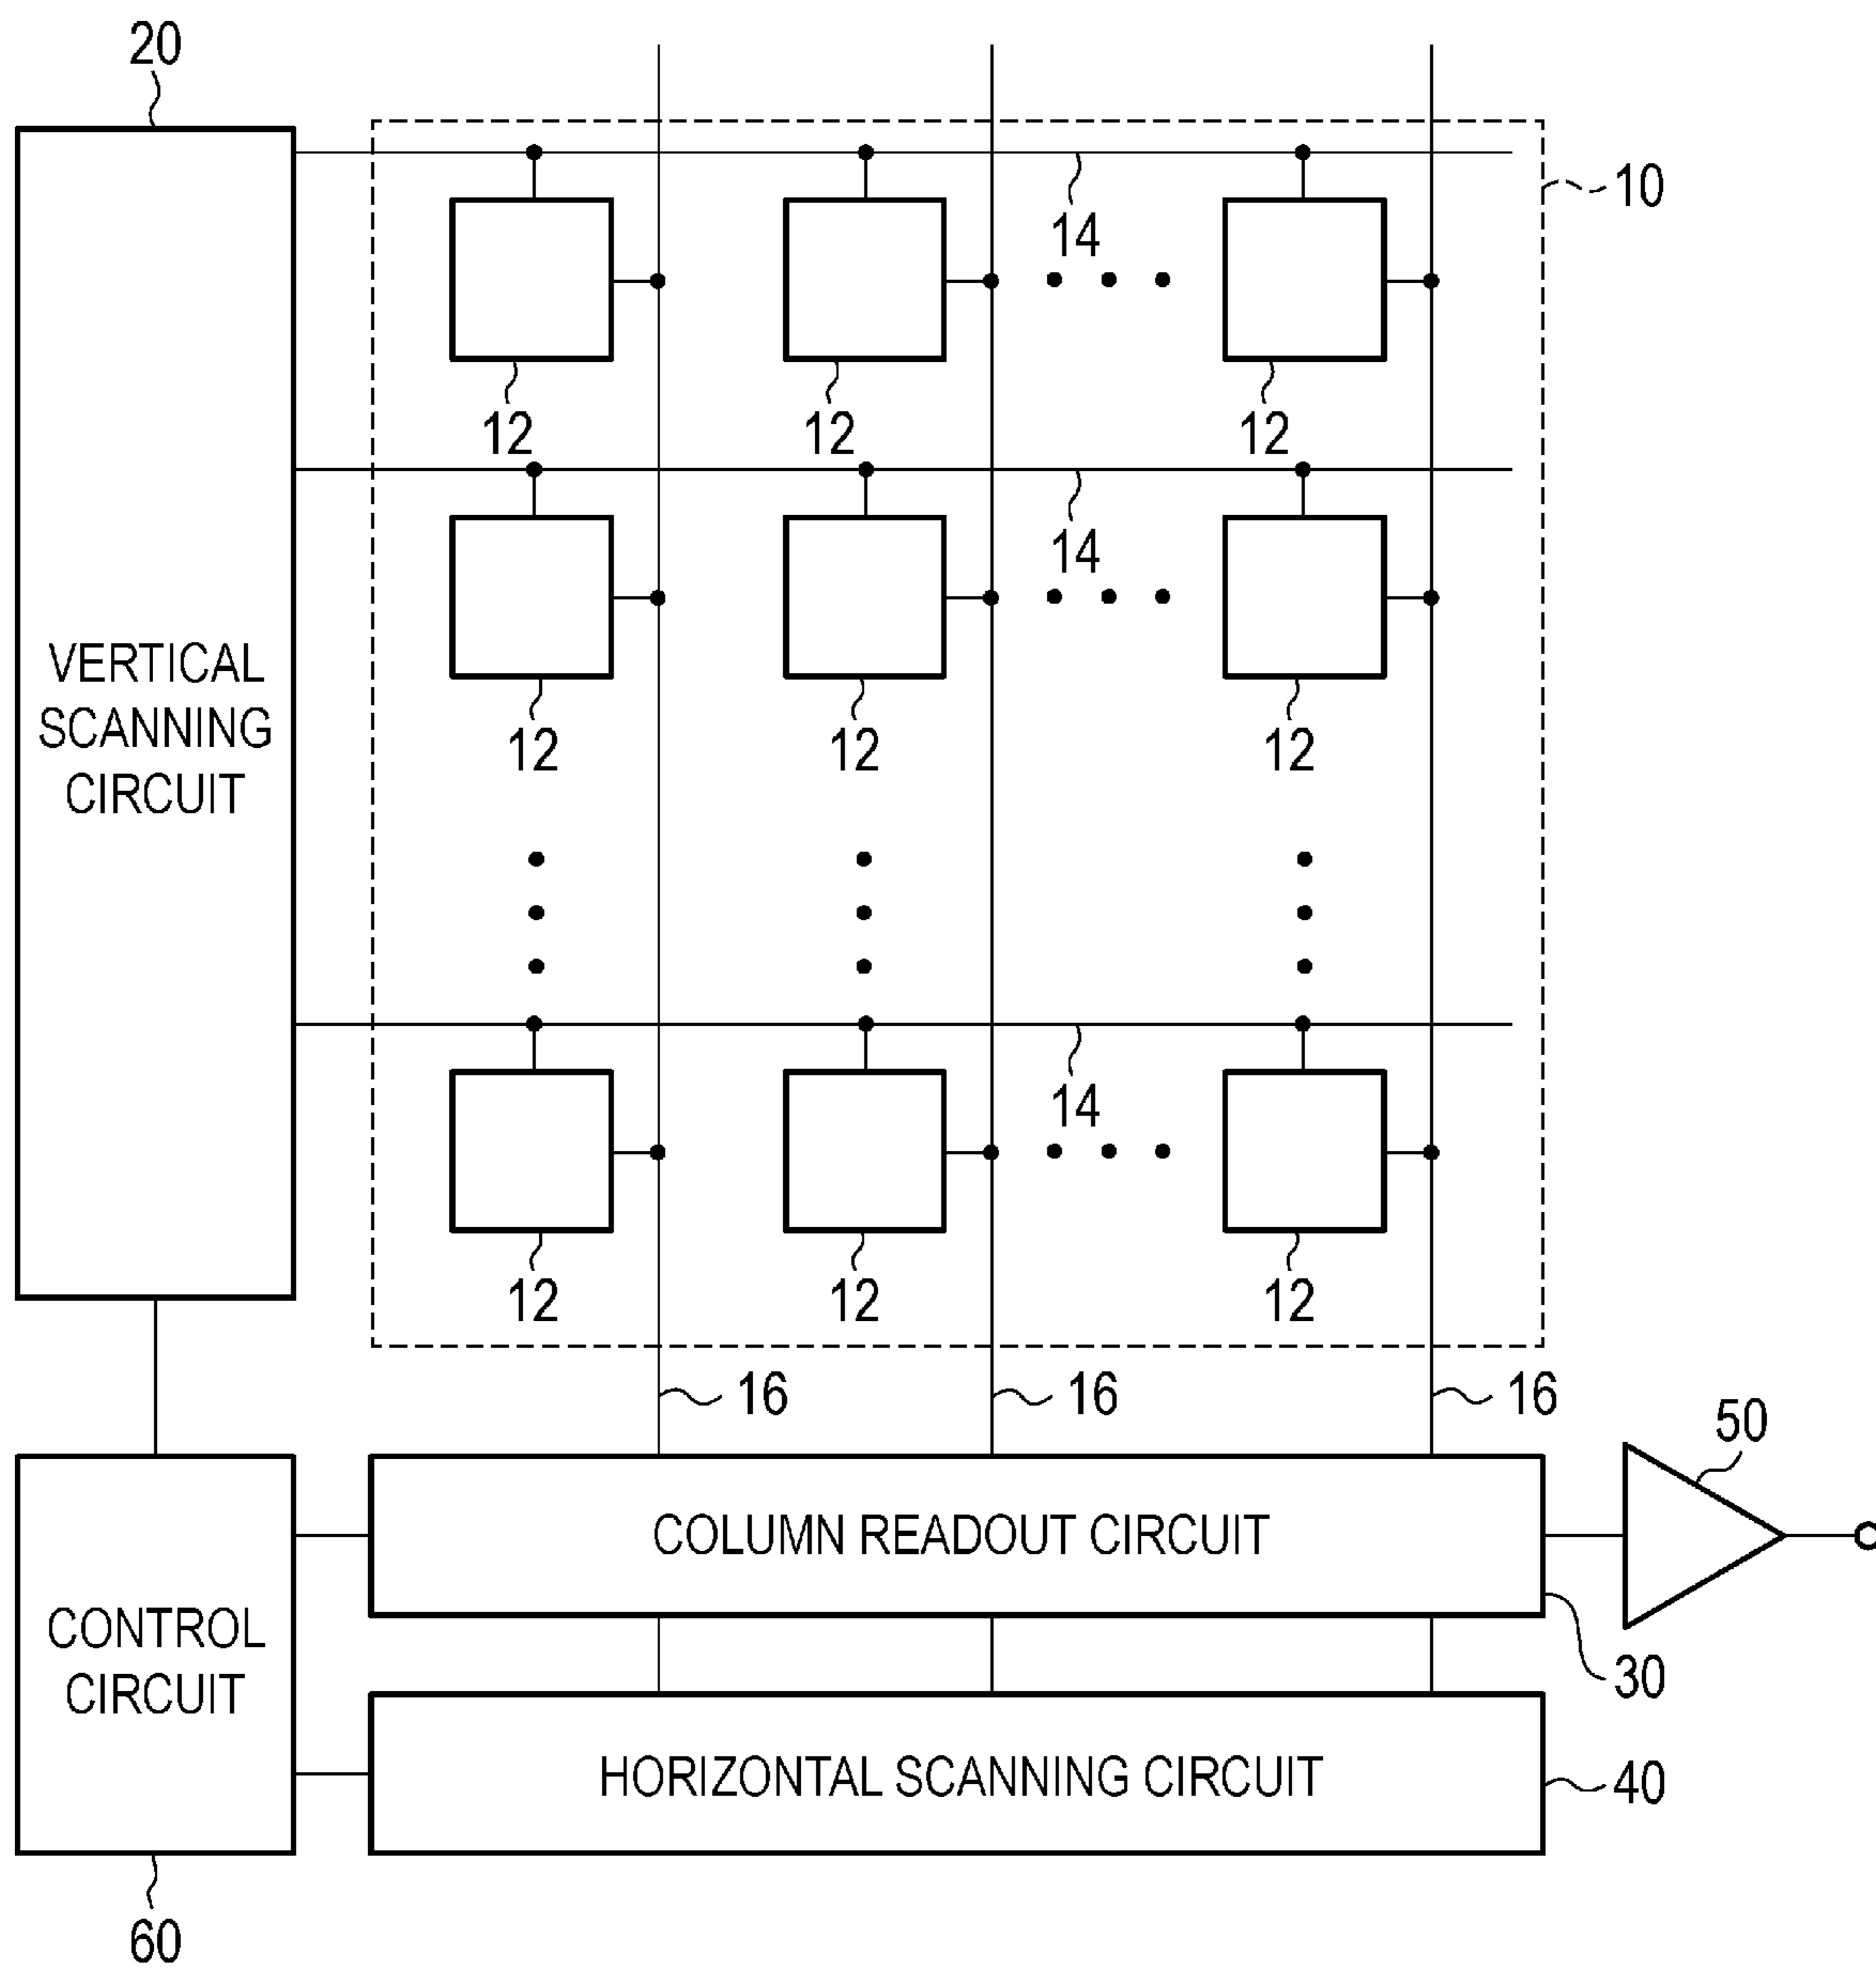 20
10
14
12 12 12
14
VERTICAL
SCANNING
CIRCUIT
12 12 12
14
12 12 12
16 16 16
50
COLUMN READOUT CIRCUIT
CONTROL
CIRCUIT
30
HORIZONTAL SCANNING CIRCUIT
40
60